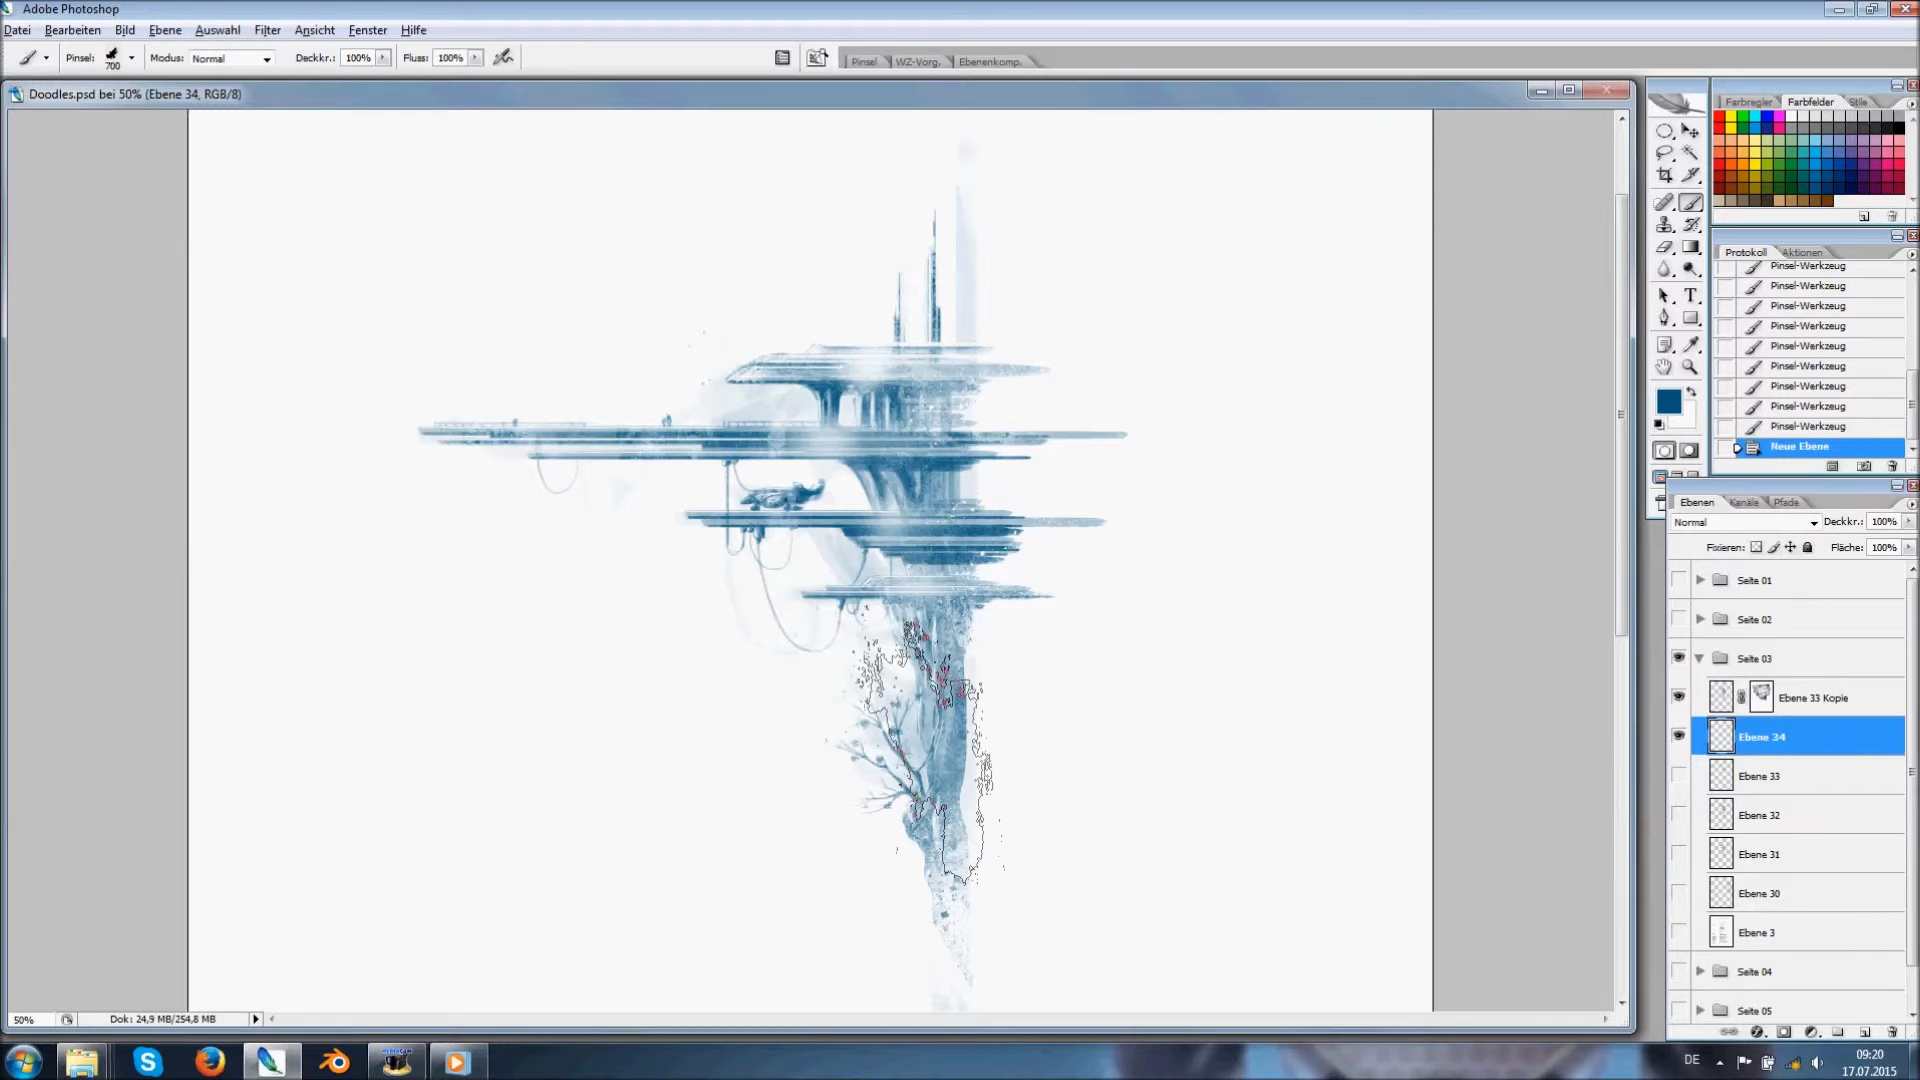 Adobe Photoshop
Datei Bearbeiten Bild Ebene Auswahl Filter Ansicht Fenster Hilfe
Pinsel: 700 Modus: Normal Deckkr.: 100% Fluss: 100% Pinsel WZ-Vorg. Ebenenkomp.
Doodles.psd bei 50% (Ebene 34, RGB/8)
Farbregler Farbfelder Stile
Protokoll Aktionen
Pinsel-Werkzeug
Pinsel-Werkzeug
Pinsel-Werkzeug
Pinsel-Werkzeug
Pinsel-Werkzeug
Pinsel-Werkzeug
Pinsel-Werkzeug
Pinsel-Werkzeug
Pinsel-Werkzeug
Neue Ebene
Ebenen Kanäle Pfade
Normal Deckkr.: 100%
Fixieren: Fläche: 100%
Seite 01
Seite 02
Seite 03
Ebene 33 Kopie
Ebene 34
Ebene 33
Ebene 32
Ebene 31
Ebene 30
Ebene 3
Seite 04
Seite 05
50% Dok: 24,9 MB/254,8 MB
DE
09:20
17.07.2015